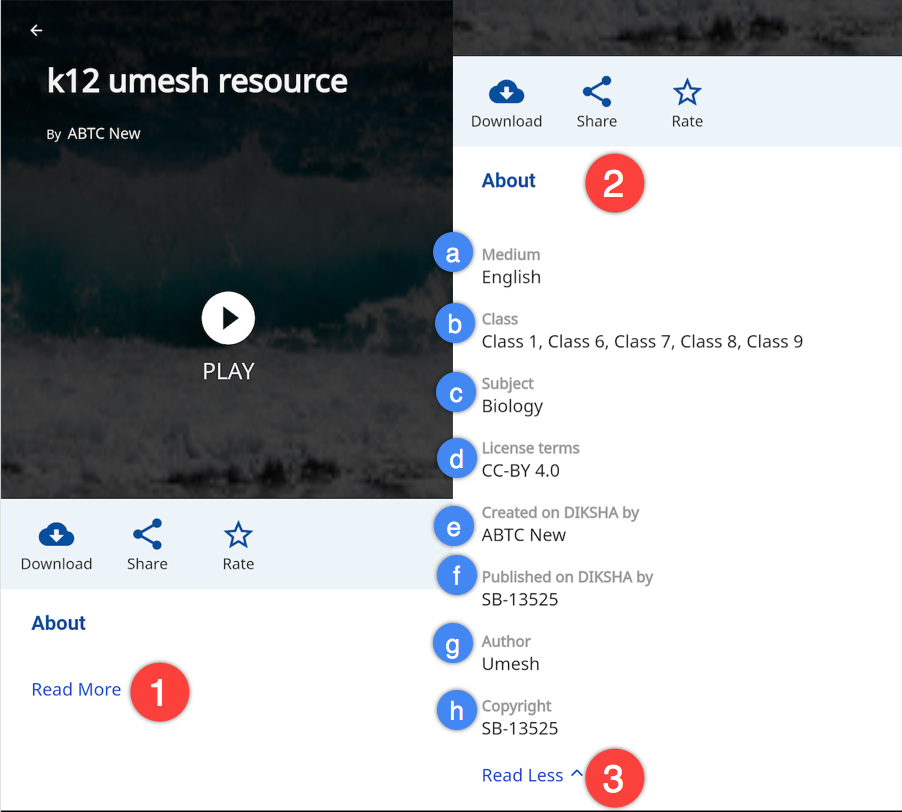 k12 umesh resource
By ABTC New
PLAY
Download Share Rate
About
Read More 1
Download Share Rate
About 2
a Medium
English
b Class
Class 1, Class 6, Class 7, Class 8, Class 9
c Subject
Biology
d License terms
CC-BY 4.0
e Created on DIKSHA by
ABTC New
f Published on DIKSHA by
SB-13525
g Author
Umesh
h Copyright
SB-13525
Read Less 3